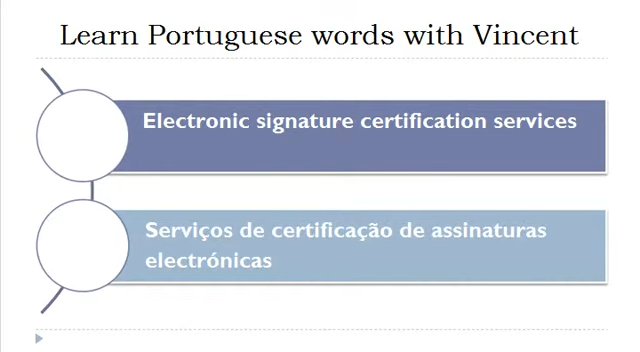 Learn Portuguese words with Vincent
Electronic signature certification services
Serviços de certificação de assinaturas
electrónicas